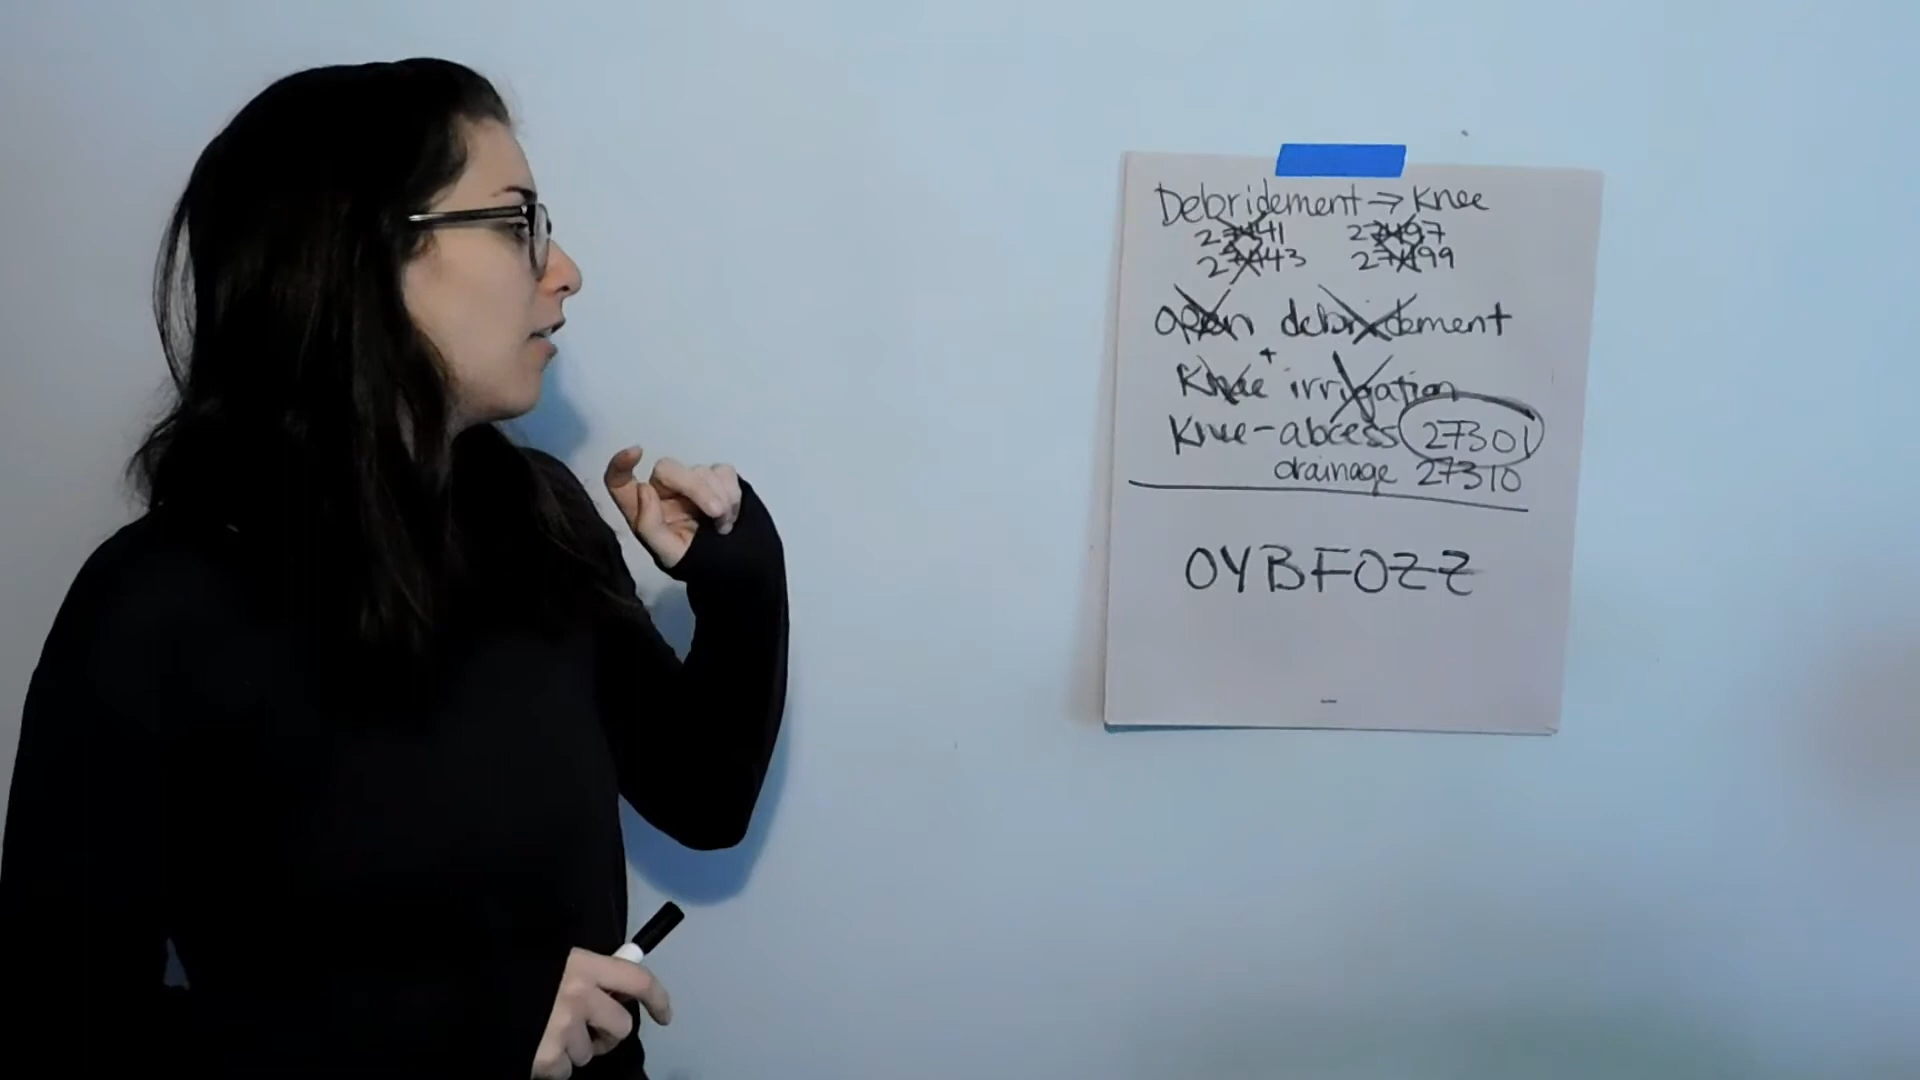 Debridement ⇒ Knee
27441 27497
27443 27499
open debridement
+
Knee irrigation
Knee-abcess 27301
drainage 27310
OYBFOZZ